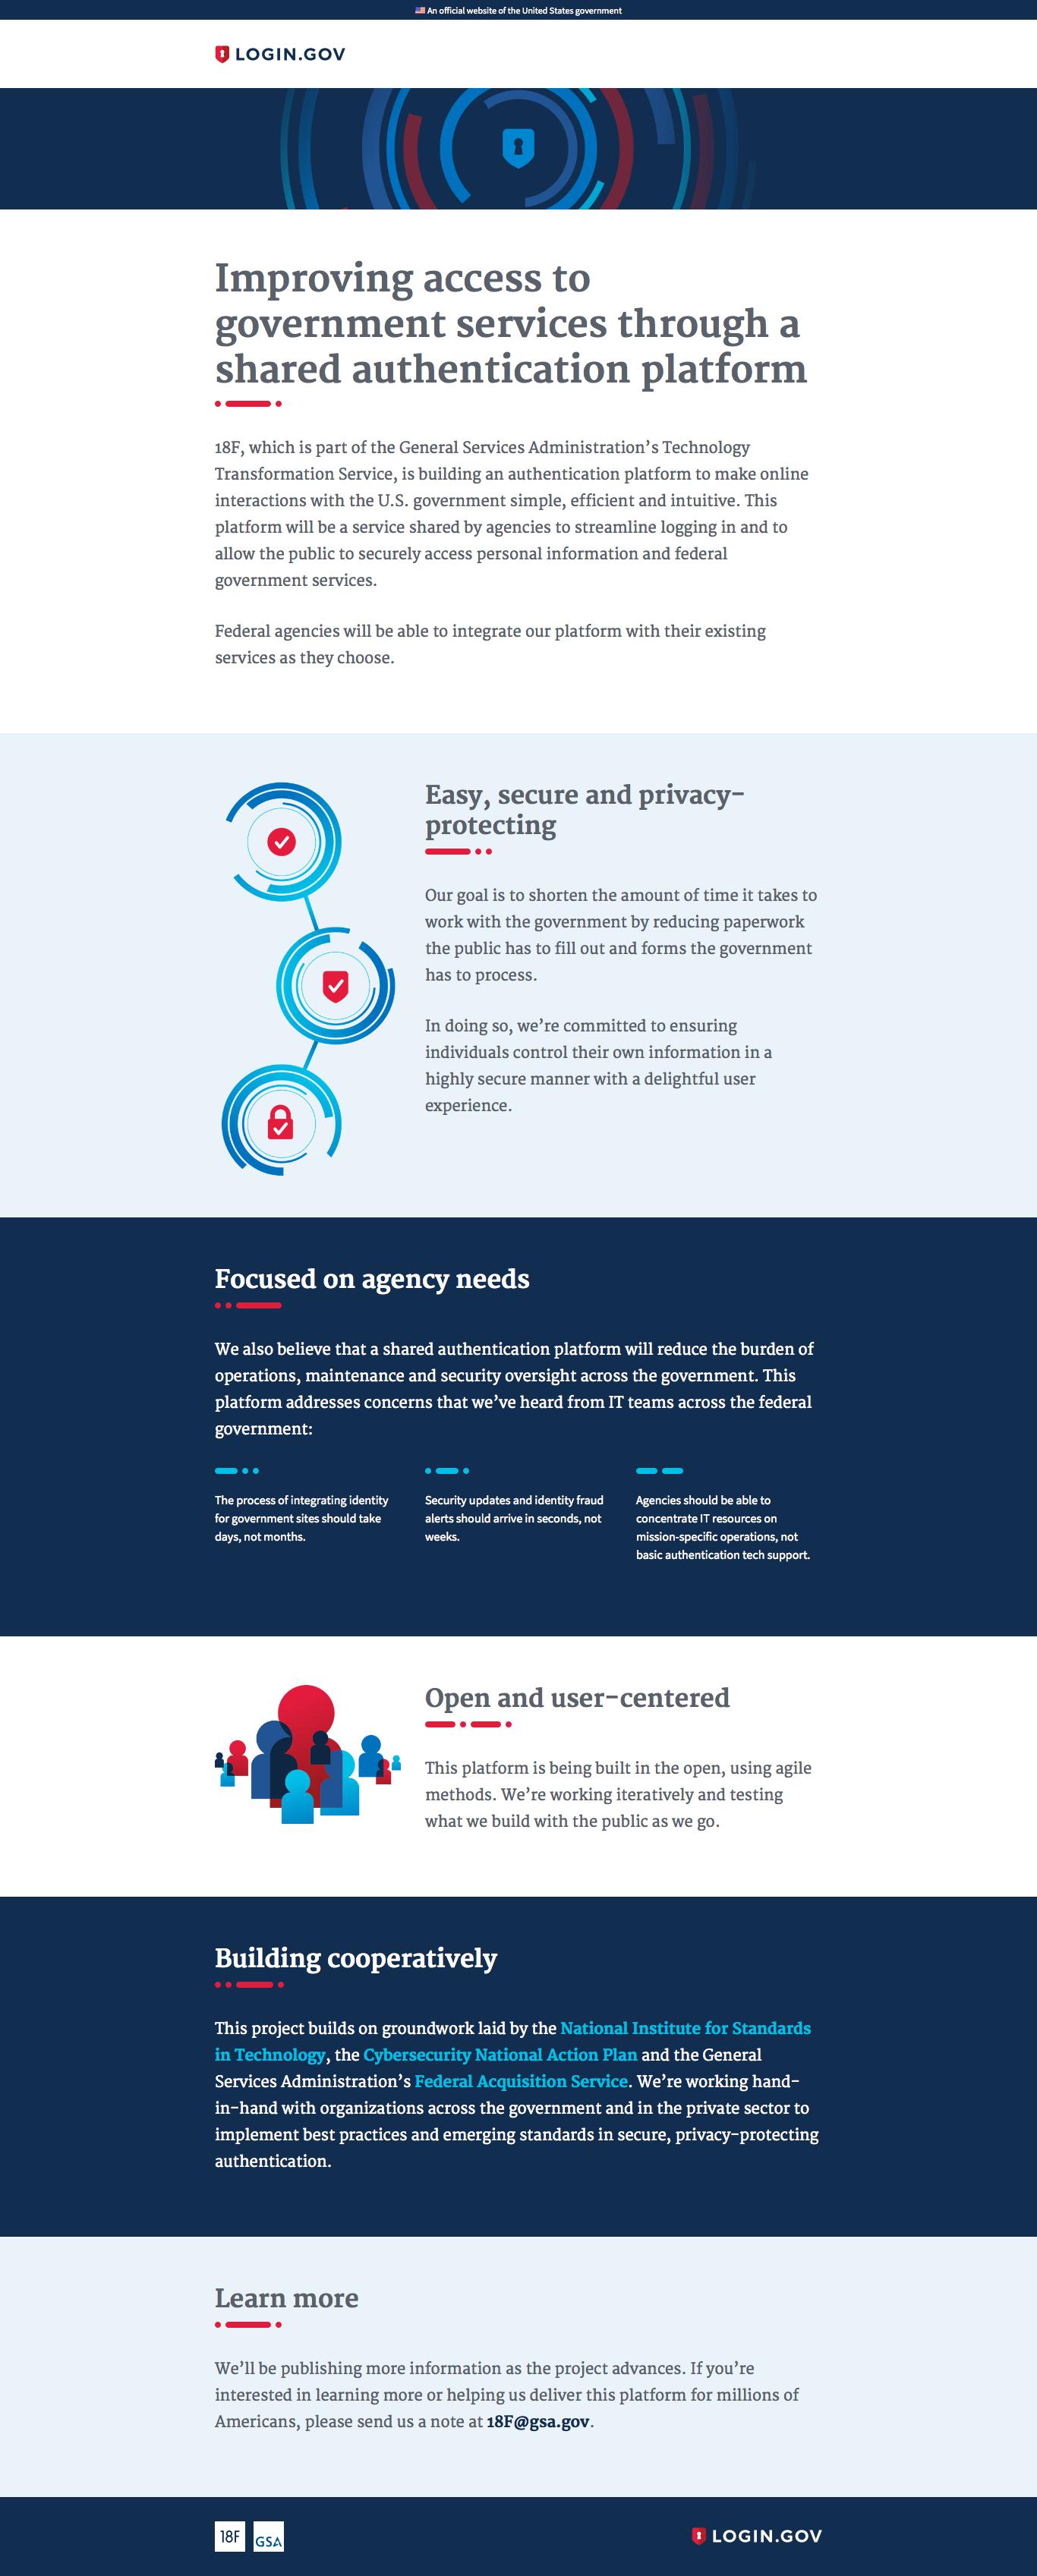 An official website of the United States government
LOGIN.GOV
Improving access to
government services through a
shared authentication platform
18F, which is part of the General Services Administration’s Technology
Transformation Service, is building an authentication platform to make online
interactions with the U.S. government simple, efficient and intuitive. This
platform will be a service shared by agencies to streamline logging in and to
allow the public to securely access personal information and federal
government services.
Federal agencies will be able to integrate our platform with their existing
services as they choose.
Easy, secure and privacy-
protecting
Our goal is to shorten the amount of time it takes to
work with the government by reducing paperwork
the public has to fill out and forms the government
has to process.
In doing so, we’re committed to ensuring
individuals control their own information in a
highly secure manner with a delightful user
experience.
Focused on agency needs
We also believe that a shared authentication platform will reduce the burden of
operations, maintenance and security oversight across the government. This
platform addresses concerns that we’ve heard from IT teams across the federal
government:
The process of integrating identity
for government sites should take
days, not months.
Security updates and identity fraud
alerts should arrive in seconds, not
weeks.
Agencies should be able to
concentrate IT resources on
mission-specific operations, not
basic authentication tech support.
Open and user-centered
This platform is being built in the open, using agile
methods. We’re working iteratively and testing
what we build with the public as we go.
Building cooperatively
This project builds on groundwork laid by the National Institute for Standards
in Technology, the Cybersecurity National Action Plan and the General
Services Administration’s Federal Acquisition Service. We’re working hand-
in-hand with organizations across the government and in the private sector to
implement best practices and emerging standards in secure, privacy-protecting
authentication.
Learn more
We’ll be publishing more information as the project advances. If you’re
interested in learning more or helping us deliver this platform for millions of
Americans, please send us a note at 18F@gsa.gov.
18F GSA LOGIN.GOV